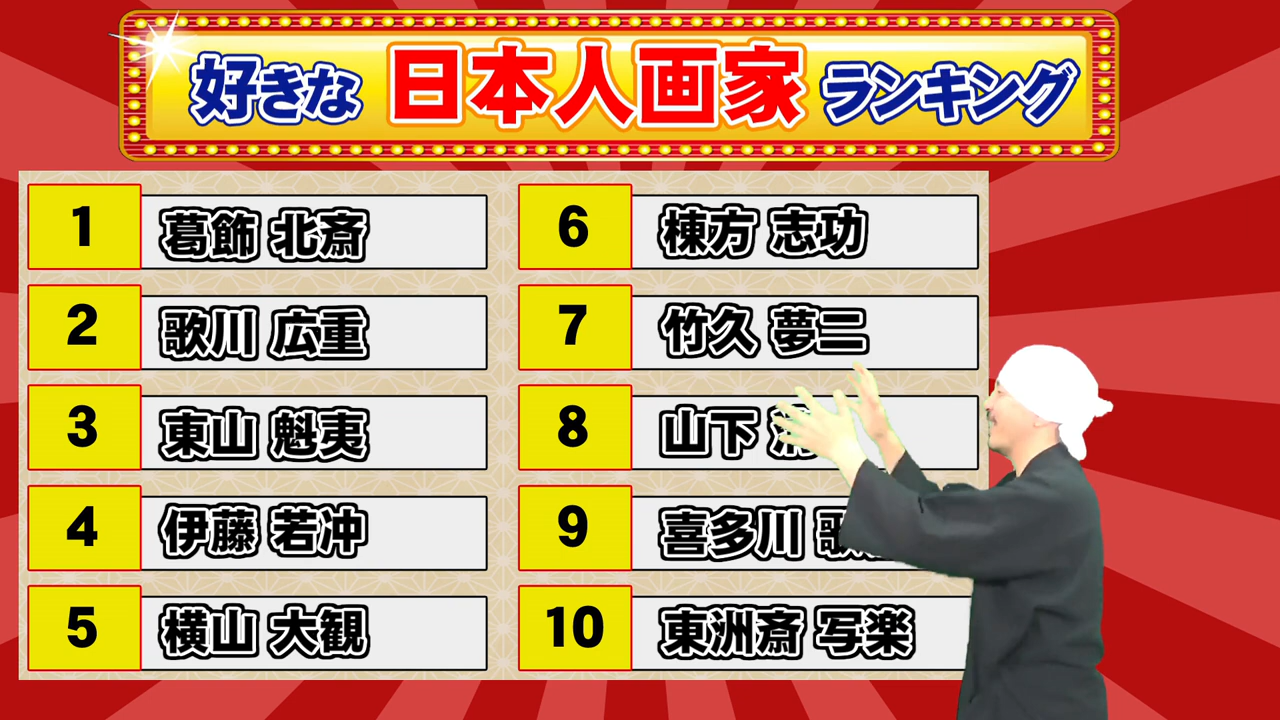 好きな 日本人画家 ランキング
1 葛飾 北斎
2 歌川 広重
3 東山 魁夷
4 伊藤 若冲
5 横山 大観
6 棟方 志功
7 竹久 夢二
8 山下
9 喜多川 歌
10 東洲斎 写楽